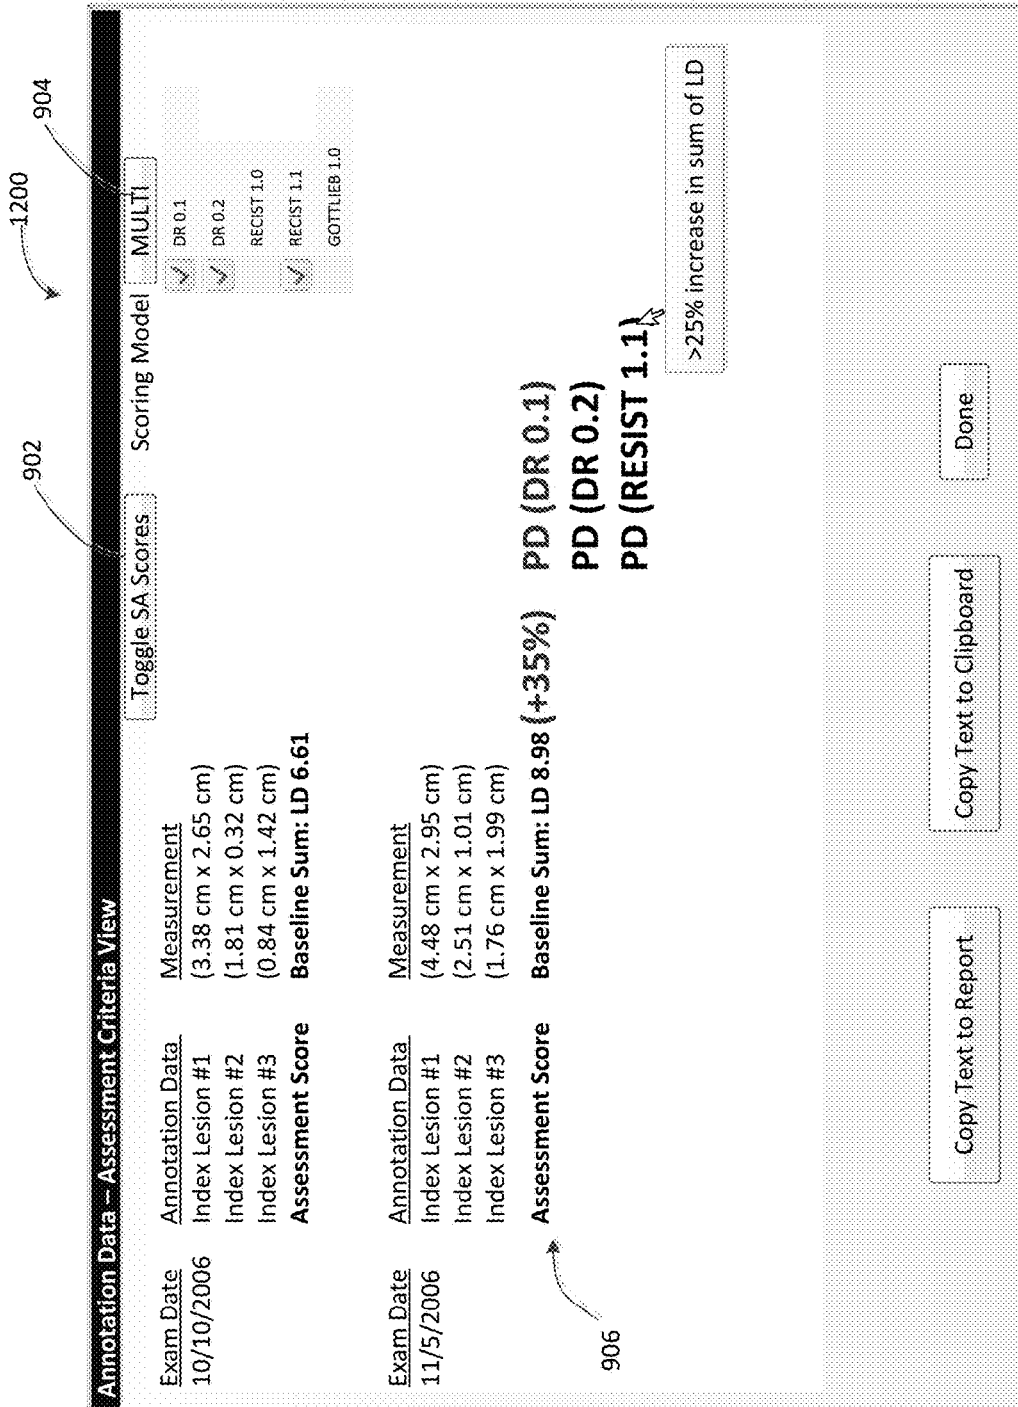 1200
902
904
Annotation Data – Assessment Criteria View
Toggle SA Scores Scoring Model MULTI
DR 0.1
DR 0.2
RECIST 1.0
RECIST 1.1
GOTTLIEB 1.0
Exam Date Annotation Data Measurement
10/10/2006 Index Lesion #1 (3.38 cm x 2.65 cm)
Index Lesion #2 (1.81 cm x 0.32 cm)
Index Lesion #3 (0.84 cm x 1.42 cm)
Assessment Score Baseline Sum: LD 6.61
Exam Date Annotation Data Measurement
11/5/2006 Index Lesion #1 (4.48 cm x 2.95 cm)
Index Lesion #2 (2.51 cm x 1.01 cm)
Index Lesion #3 (1.76 cm x 1.99 cm)
Assessment Score Baseline Sum: LD 8.98 (+35%) PD (DR 0.1)
PD (DR 0.2)
906
PD (RESIST 1.1)
>25% increase in sum of LD
Copy Text to Report Copy Text to Clipboard Done